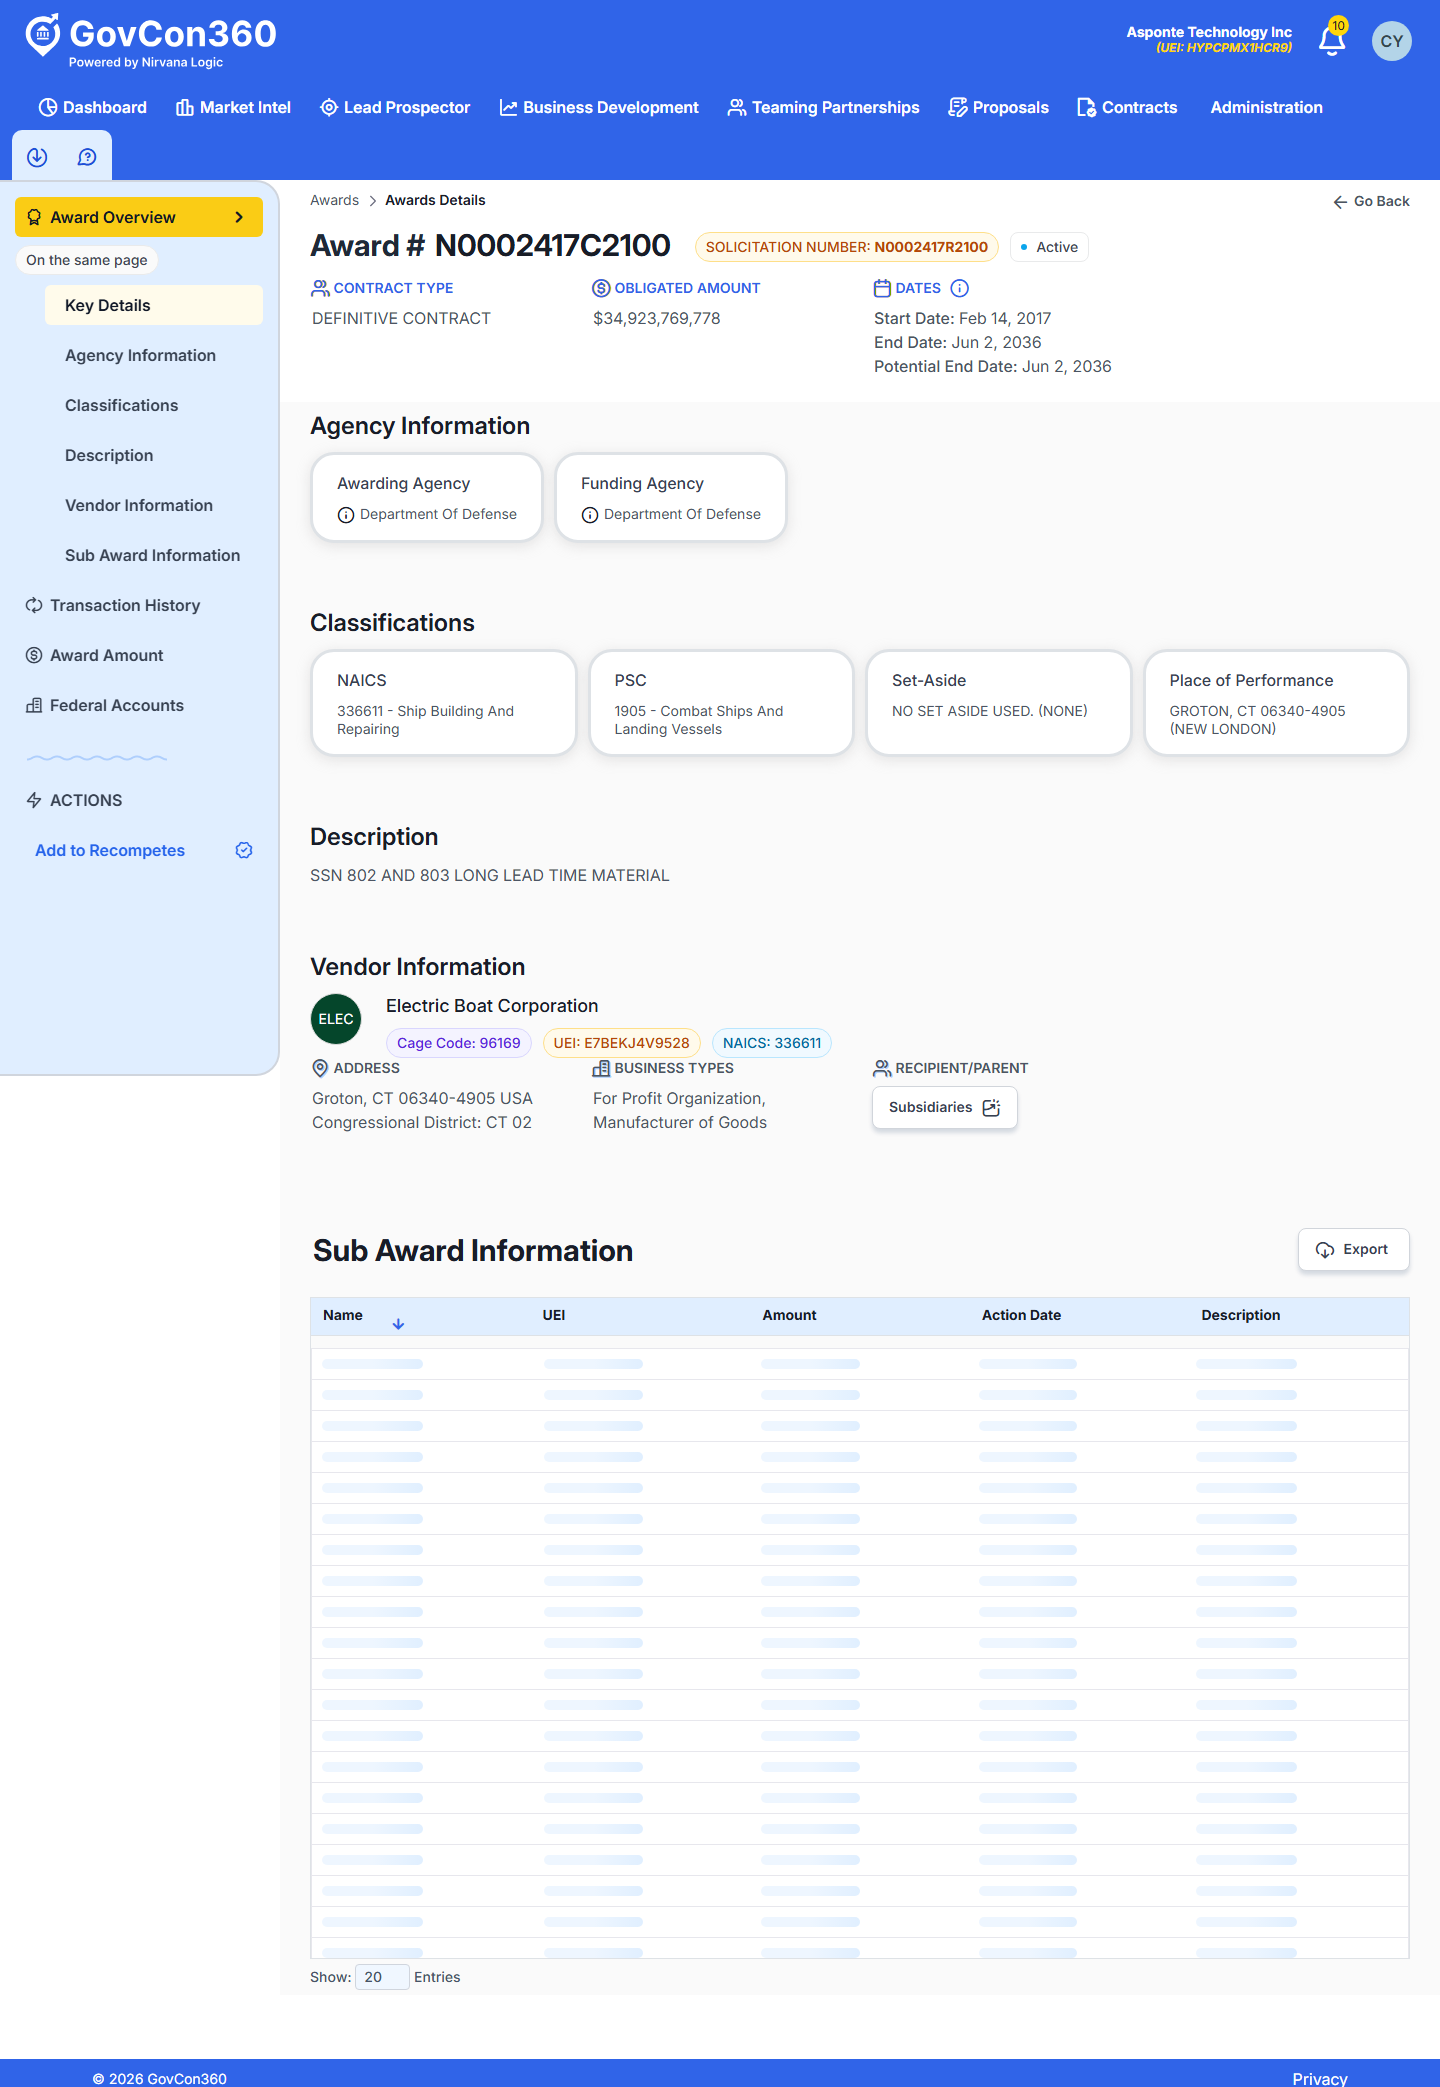 GovCon360
Powered by Nirvana Logic
Asponte Technology Inc
(UEI: HYPCPMX1HCR9)
10
CY
Dashboard
Market Intel
Lead Prospector
Business Development
Teaming Partnerships
Proposals
Contracts
Administration
Award Overview
On the same page
Key Details
Agency Information
Classifications
Description
Vendor Information
Sub Award Information
Transaction History
Award Amount
Federal Accounts
ACTIONS
Add to Recompetes
Awards
Awards Details
Go Back
Award # N0002417C2100
SOLICITATION NUMBER: N0002417R2100
Active
CONTRACT TYPE
DEFINITIVE CONTRACT
OBLIGATED AMOUNT
$34,923,769,778
DATES
Start Date: Feb 14, 2017
End Date: Jun 2, 2036
Potential End Date: Jun 2, 2036
Agency Information
Awarding Agency
Department Of Defense
Funding Agency
Department Of Defense
Classifications
NAICS
336611 - Ship Building And
Repairing
PSC
1905 - Combat Ships And
Landing Vessels
Set-Aside
NO SET ASIDE USED. (NONE)
Place of Performance
GROTON, CT 06340-4905
(NEW LONDON)
Description
SSN 802 AND 803 LONG LEAD TIME MATERIAL
Vendor Information
ELEC
Electric Boat Corporation
Cage Code: 96169
UEI: E7BEKJ4V9528
NAICS: 336611
ADDRESS
Groton, CT 06340-4905 USA
Congressional District: CT 02
BUSINESS TYPES
For Profit Organization,
Manufacturer of Goods
RECIPIENT/PARENT
Subsidiaries
Sub Award Information
Export
Name
UEI
Amount
Action Date
Description
Show: 20 Entries
© 2026 GovCon360
Privacy